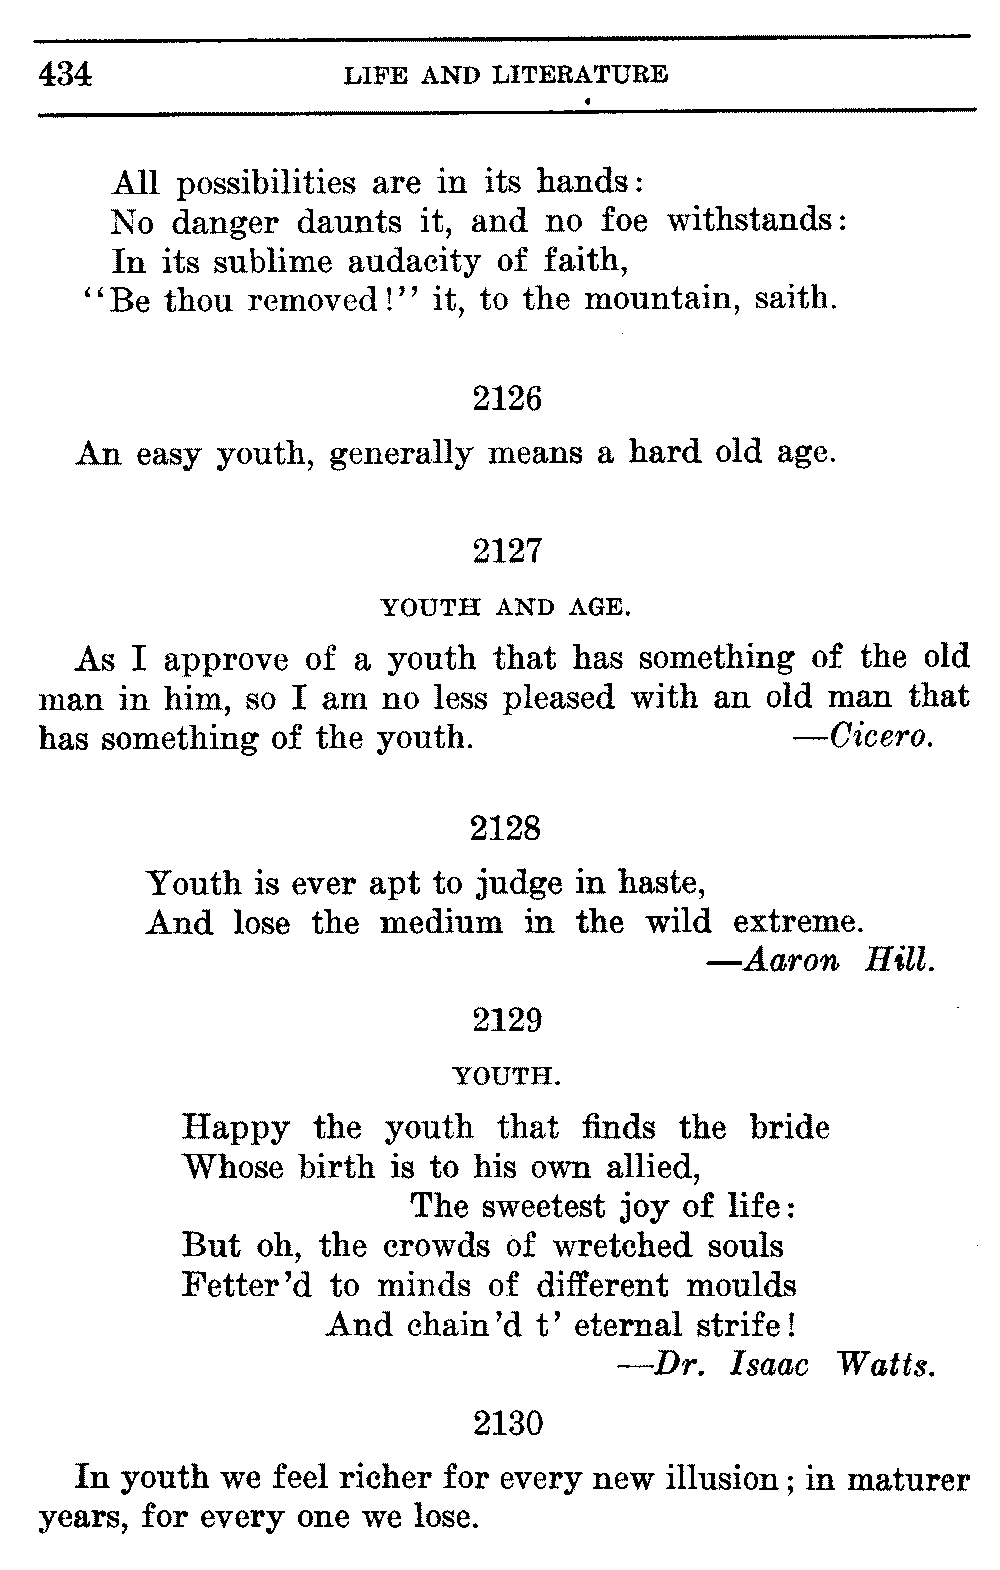 434 LIFE AND LITERATURE
All possibilities are in its hands:
No danger daunts it, and no foe withstands:
In its sublime audacity of faith,
"Be thou removed!" it, to the mountain, saith.
2126
An easy youth, generally means a hard old age.
2127
YOUTH AND AGE.
As I approve of a youth that has something of the old
man in him, so I am no less pleased with an old man that
has something of the youth. —Cicero.
2128
Youth is ever apt to judge in haste,
And lose the medium in the wild extreme.
—Aaron Hill.
2129
YOUTH.
Happy the youth that finds the bride
Whose birth is to his own allied,
The sweetest joy of life:
But oh, the crowds of wretched souls
Fetter'd to minds of different moulds
And chain'd t' eternal strife!
—Dr. Isaac Watts.
2130
In youth we feel richer for every new illusion; in maturer
years, for every one we lose.